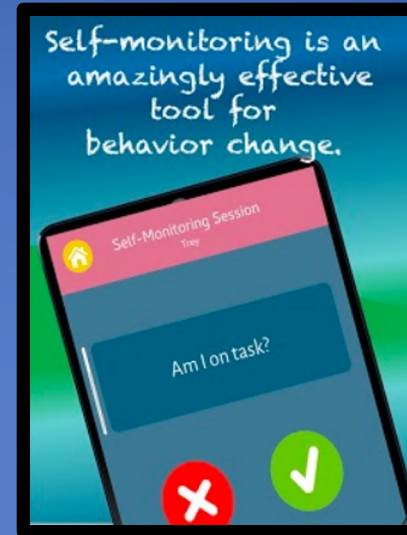 Self-monitoring is an
amazingly effective
tool for
behavior change.
Self-Monitoring Session
Trey
Am I on task?